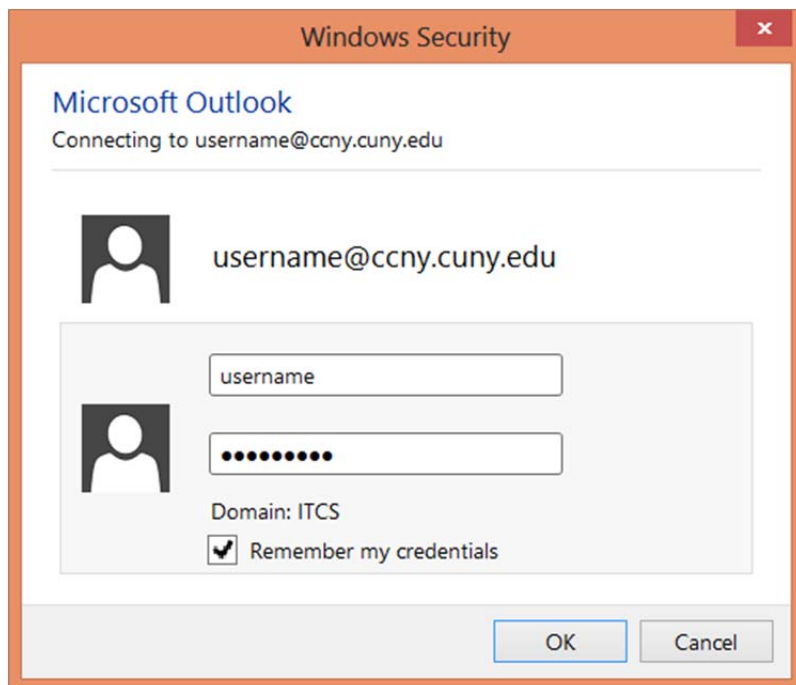 Windows Security
Microsoft Outlook
Connecting to username@ccny.cuny.edu
username@ccny.cuny.edu
username
●●●●●●●●●
Domain: ITCS
Remember my credentials
OK
Cancel